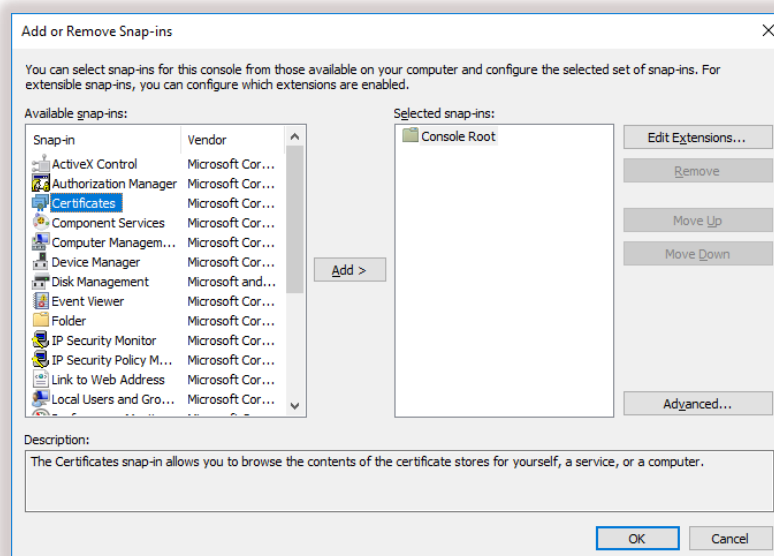 Add or Remove Snap-ins
You can select snap-ins for this console from those available on your computer and configure the selected set of snap-ins. For
extensible snap-ins, you can configure which extensions are enabled.
Available snap-ins:
Snap-in Vendor
ActiveX Control Microsoft Cor...
Authorization Manager Microsoft Cor...
Certificates Microsoft Cor...
Component Services Microsoft Cor...
Computer Managem... Microsoft Cor...
Device Manager Microsoft Cor...
Disk Management Microsoft and...
Event Viewer Microsoft Cor...
Folder Microsoft Cor...
IP Security Monitor Microsoft Cor...
IP Security Policy M... Microsoft Cor...
Link to Web Address Microsoft Cor...
Local Users and Gro... Microsoft Cor...
Add >
Selected snap-ins:
Console Root
Edit Extensions...
Remove
Move Up
Move Down
Advanced...
Description:
The Certificates snap-in allows you to browse the contents of the certificate stores for yourself, a service, or a computer.
OK Cancel